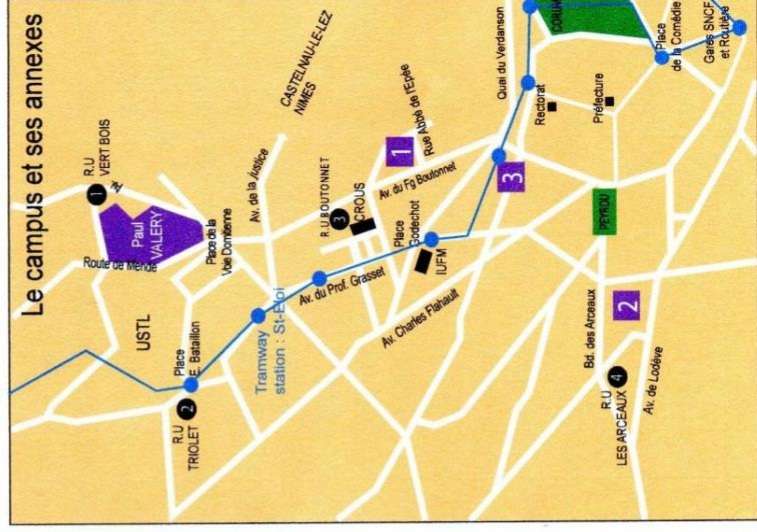 Le campus et ses annexes
R.U
VERT BOIS
1
Av.
Paul
VALERY
Route de Mende
Place de la
Voie Domitienne
Av. de la justice
CASTELNAU-LE-LEZ
NIMES
USTL
Place
E. Bataillon
R.U
TRIOLET
2
Tramway
station : St-Eloi
R.U BOUTONNET
3
CROUS
1
Rue Abbé de l'Epée
Av. du Fg Boutonnet
Av. du Prof. Grasset
Place
Godechot
IUFM
Av. Charles Flahault
3
Quai du Verdanson
Rectorat
Préfecture
CORUM
Place
de la Comédie
Gares SNCF
et Routière
PEYROU
Bd. des Arceaux
2
R.U
LES ARCEAUX
4
Av. de Lodève